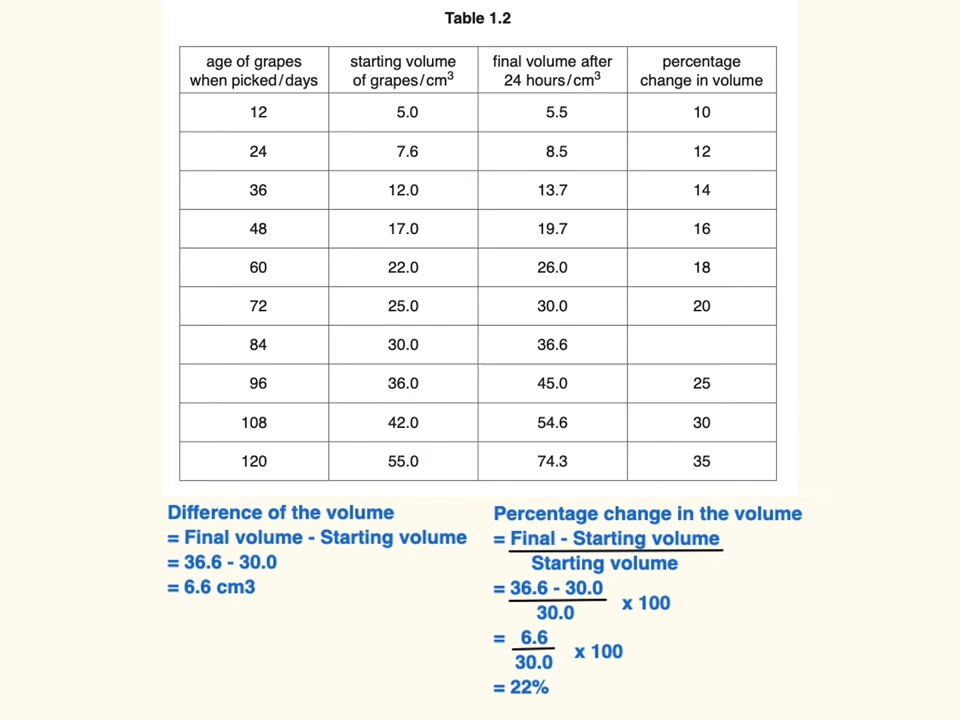 Table 1.2
age of grapes when picked/days | starting volume of grapes/cm³ | final volume after 24 hours/cm³ | percentage change in volume
12 5.0 5.5 10
24 7.6 8.5 12
36 12.0 13.7 14
48 17.0 19.7 16
60 22.0 26.0 18
72 25.0 30.0 20
84 30.0 36.6
96 36.0 45.0 25
108 42.0 54.6 30
120 55.0 74.3 35
Difference of the volume
= Final volume - Starting volume
= 36.6 - 30.0
= 6.6 cm3
Percentage change in the volume
= Final - Starting volume
Starting volume
= 36.6 - 30.0
30.0
x 100
= 6.6
30.0
x 100
= 22%